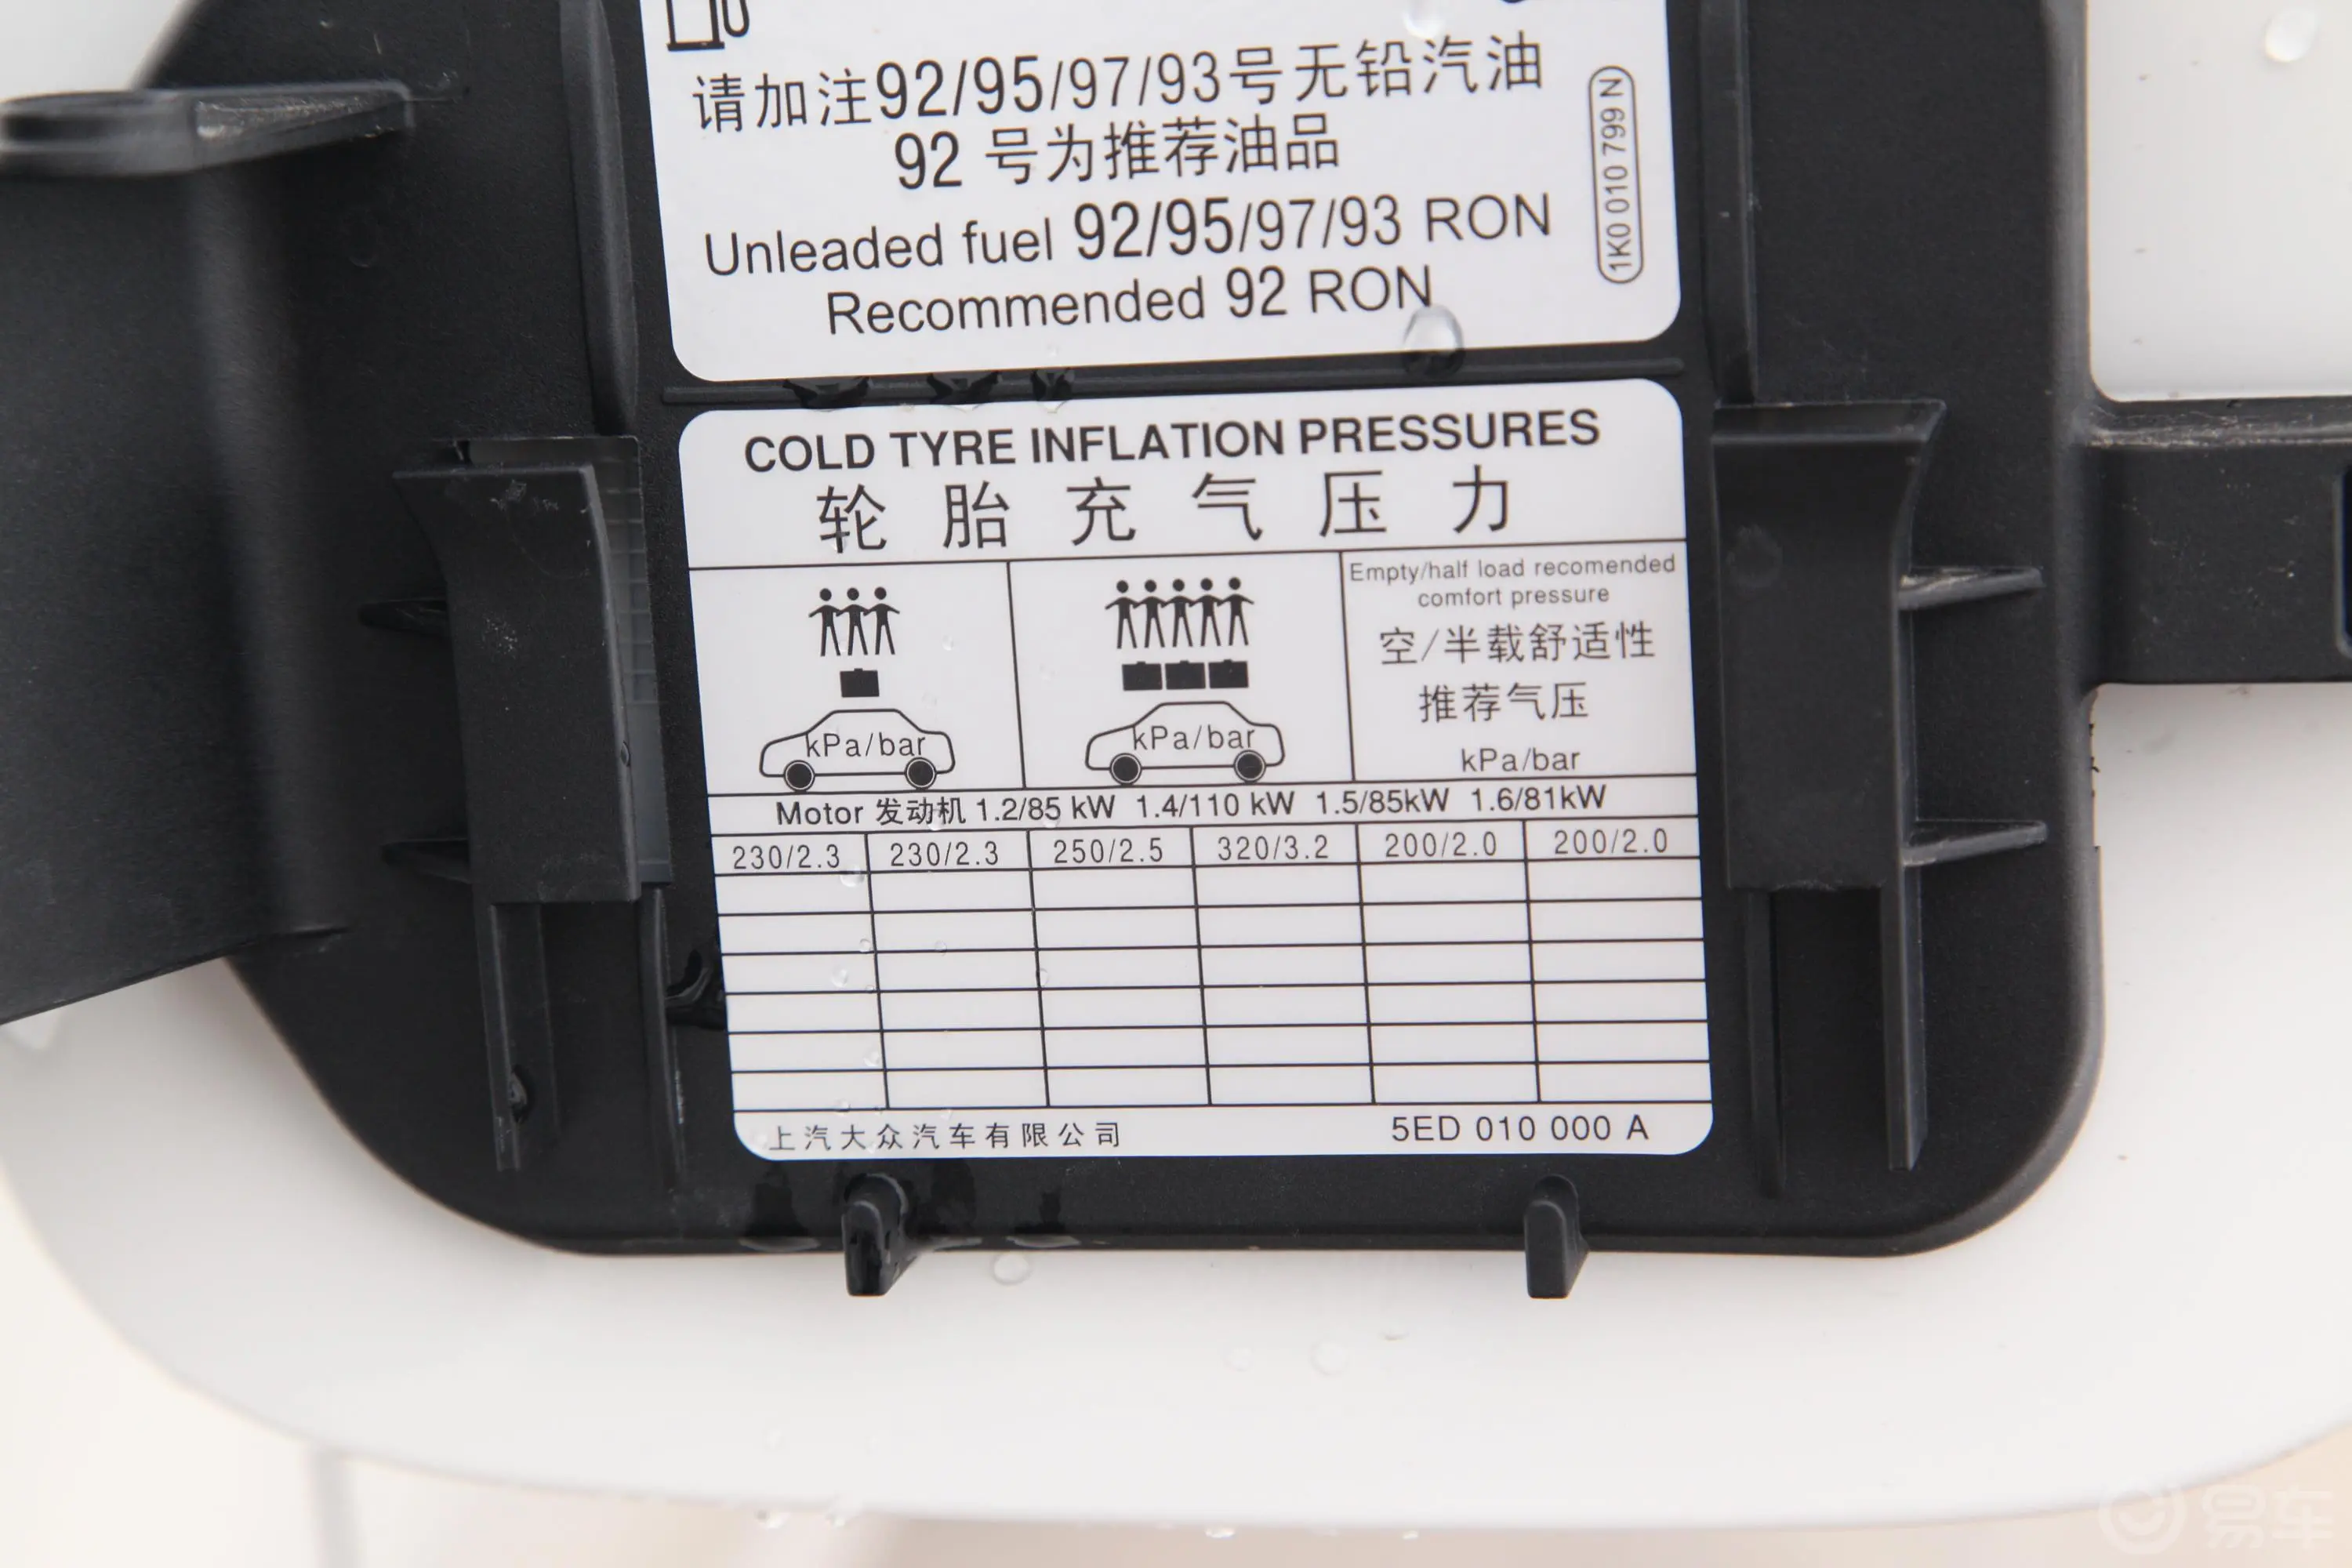 请加注92/95/97/93号无铅汽油
92 号为推荐油品
Unleaded fuel 92/95/97/93 RON
Recommended 92 RON
1K0 010 799 N
COLD TYRE INFLATION PRESSURES
轮胎充气压力
kPa/bar
kPa/bar
Empty/half load recomended
comfort pressure
空/半载舒适性
推荐气压
kPa/bar
Motor 发动机 1.2/85 kW 1.4/110 kW 1.5/85kW 1.6/81kW
230/2.3 230/2.3 250/2.5 320/3.2 200/2.0 200/2.0
上汽大众汽车有限公司 5ED 010 000 A
易车